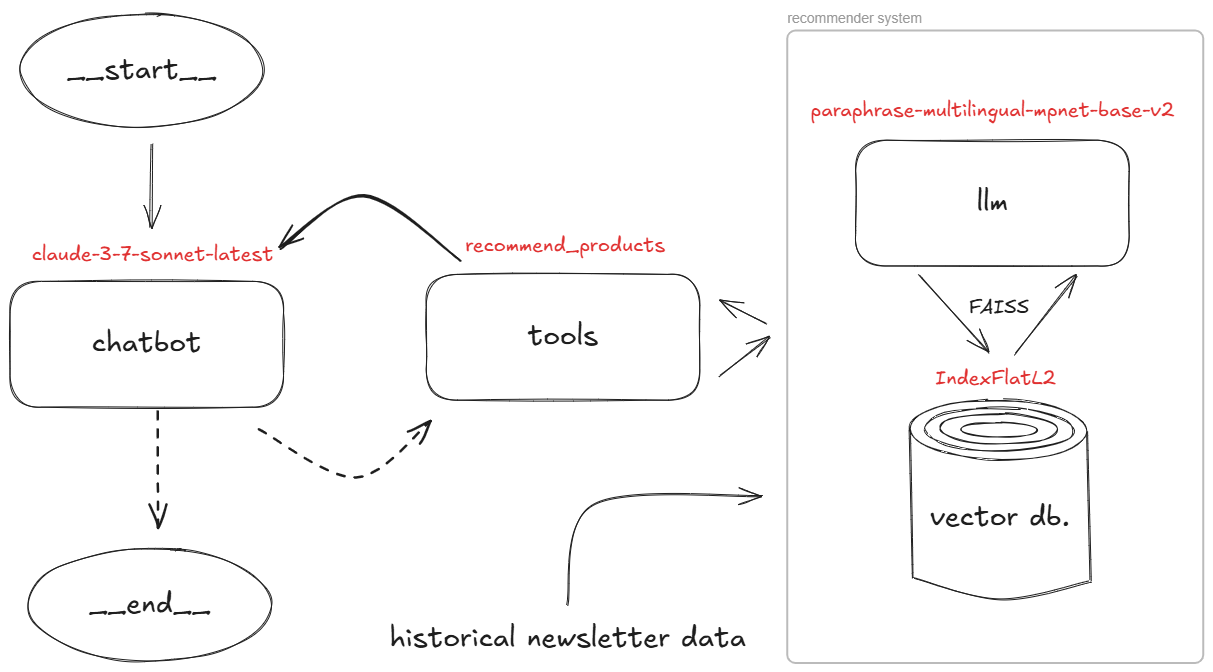 recommender system
__start__
paraphrase-multilingual-mpnet-base-v2
llm
claude-3-7-sonnet-latest
recommend_products
chatbot
tools
FAISS
IndexFlatL2
vector db.
__end__
historical newsletter data